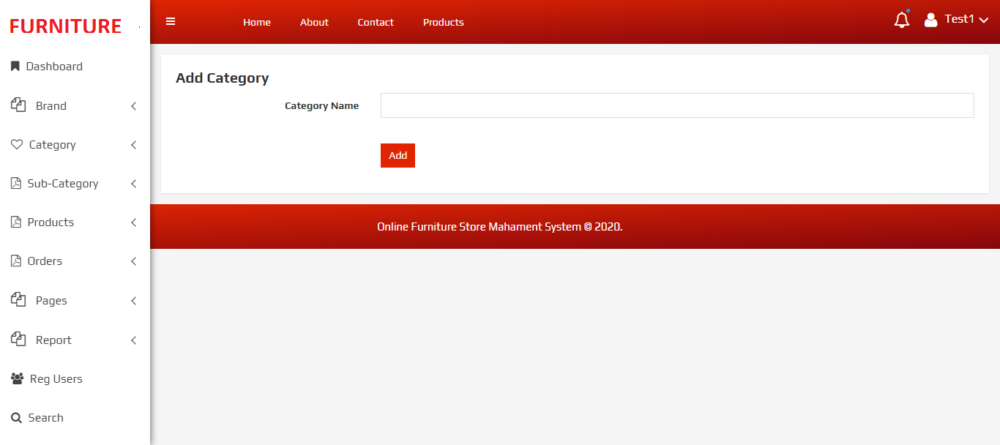 FURNITURE
Home About Contact Products
Test1
Dashboard
Brand
Category
Sub-Category
Products
Orders
Pages
Report
Reg Users
Search
Add Category
Category Name
Add
Online Furniture Store Mahament System © 2020.